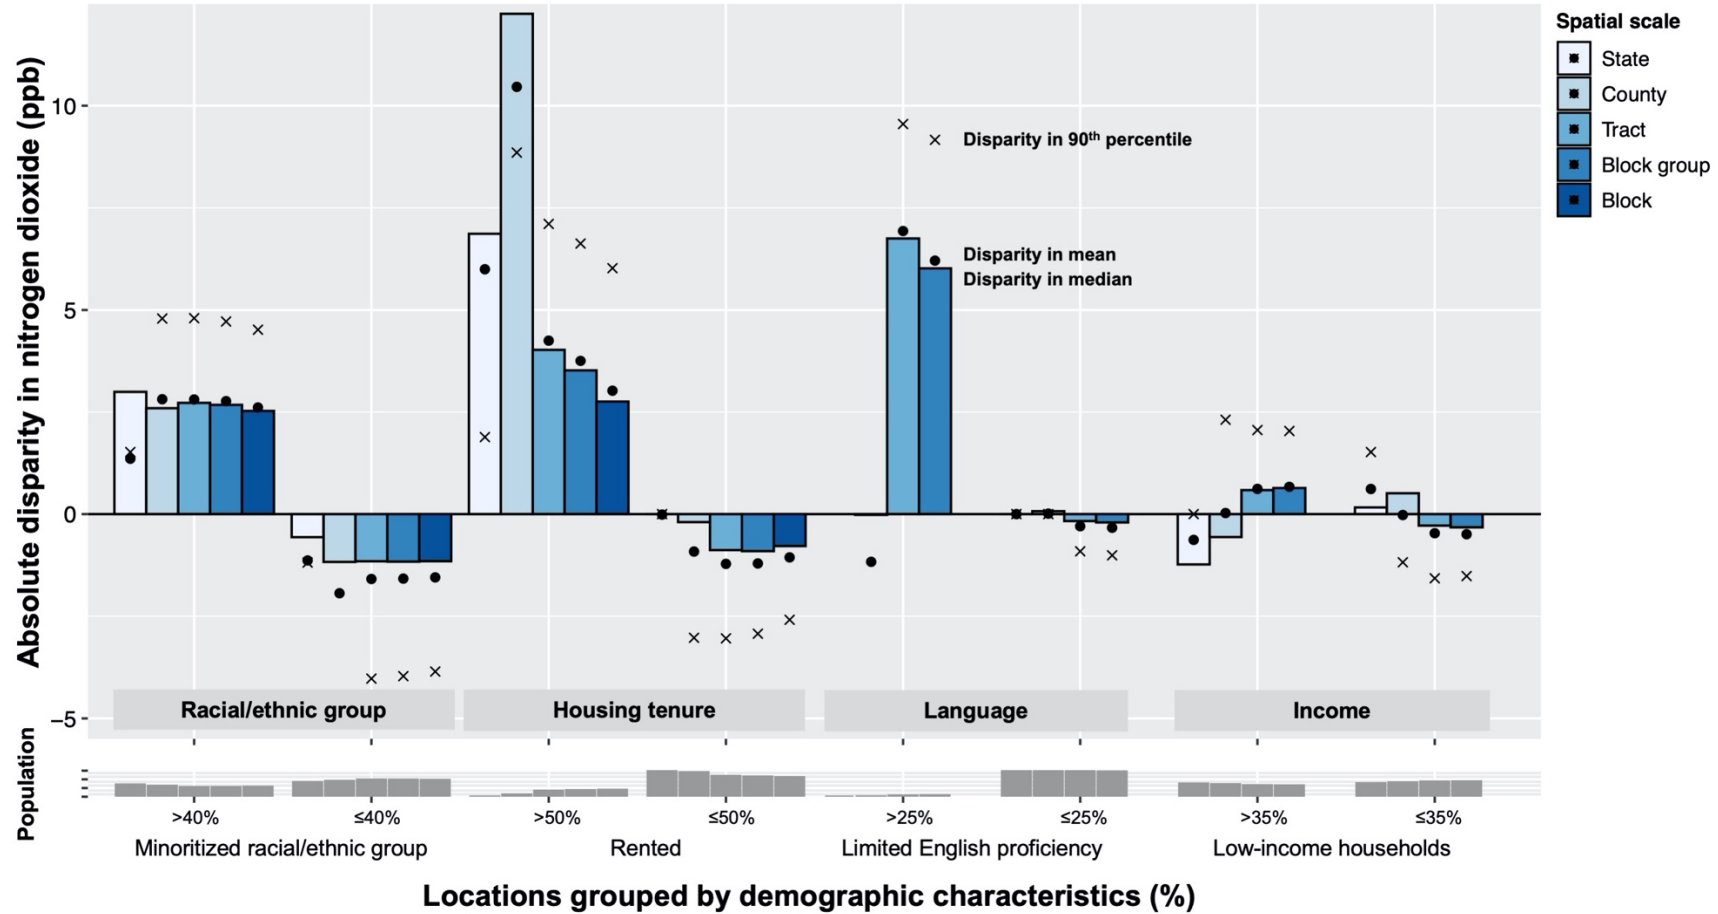 Absolute disparity in nitrogen dioxide (ppb)
10
5
0
−5
Disparity in 90th percentile
Disparity in mean
Disparity in median
Racial/ethnic group
Housing tenure
Language
Income
Spatial scale
State
County
Tract
Block group
Block
Population
>40%
≤40%
>50%
≤50%
>25%
≤25%
>35%
≤35%
Minoritized racial/ethnic group
Rented
Limited English proficiency
Low-income households
Locations grouped by demographic characteristics (%)